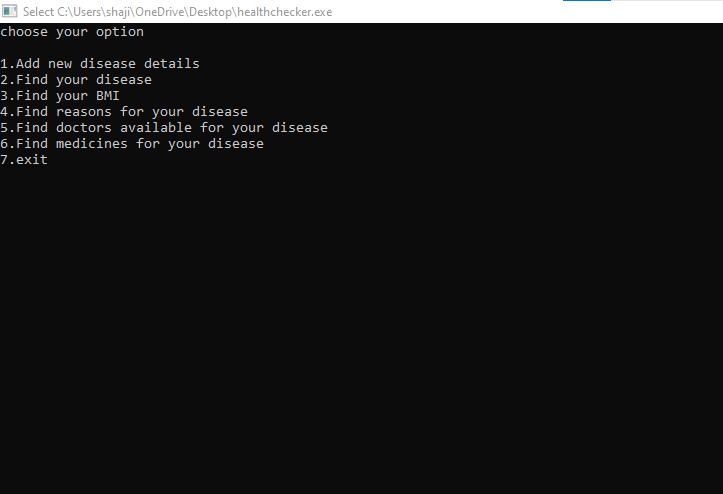 Select C:\Users\shaji\OneDrive\Desktop\healthchecker.exe
choose your option
1.Add new disease details
2.Find your disease
3.Find your BMI
4.Find reasons for your disease
5.Find doctors available for your disease
6.Find medicines for your disease
7.exit